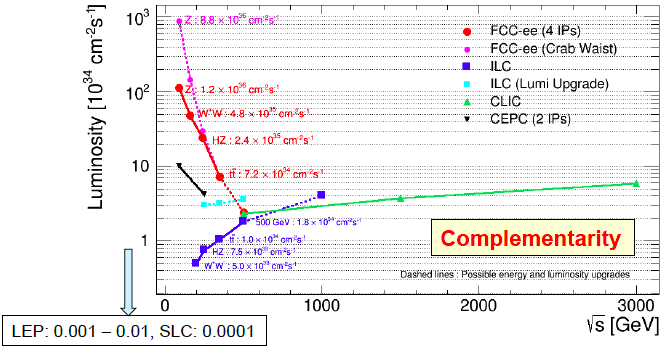 Luminosity [10³⁴ cm⁻²s⁻¹]
10³
10²
10
1
Z : 8.8 × 10³⁶ cm⁻²s⁻¹
Z : 1.2 × 10³⁶ cm⁻²s⁻¹
W⁺W⁻ : 4.8 × 10³⁵ cm⁻²s⁻¹
HZ : 2.4 × 10³⁵ cm⁻²s⁻¹
tt̄ : 7.2 × 10³⁴ cm⁻²s⁻¹
500 GeV : 1.8 × 10³⁴ cm⁻²s⁻¹
tt̄ : 1.0 × 10³⁴ cm⁻²s⁻¹
HZ : 7.5 × 10³³ cm⁻²s⁻¹
W⁺W⁻ : 5.0 × 10³³ cm⁻²s⁻¹
FCC-ee (4 IPs)
FCC-ee (Crab Waist)
ILC
ILC (Lumi Upgrade)
CLIC
CEPC (2 IPs)
Complementarity
Dashed lines : Possible energy and luminosity upgrades
0 1000 2000 3000
√s [GeV]
LEP: 0.001 – 0.01, SLC: 0.0001